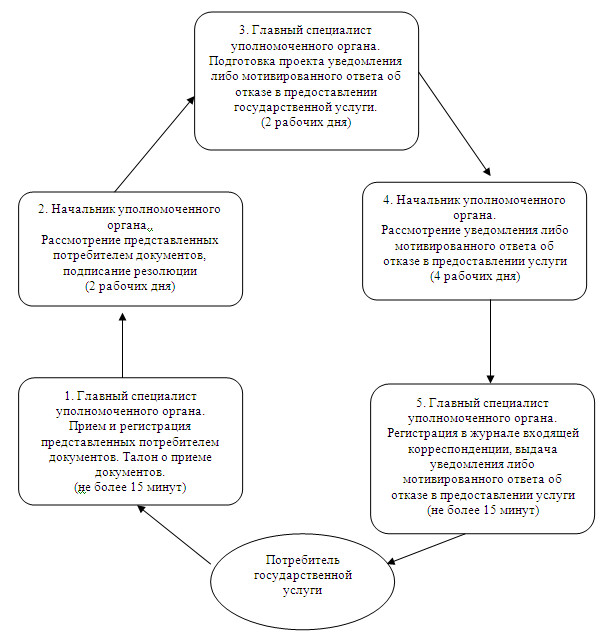 3. Главный специалист
уполномоченного органа.
Подготовка проекта уведомления
либо мотивированного ответа об
отказе в предоставлении
государственной услуги.
(2 рабочих дня)
2. Начальник уполномоченного
органа.,
Рассмотрение представленных
потребителем документов,
подписание резолюции
(2 рабочих дня)
4. Начальник уполномоченного
органа.
Рассмотрение уведомления либо
мотивированного ответа об
отказе в предоставлении услуги
(4 рабочих дня)
1. Главный специалист
уполномоченного органа.
Прием и регистрация
представленных потребителем
документов. Талон о приеме
документов.
(не более 15 минут)
5. Главный специалист
уполномоченного органа.
Регистрация в журнале входящей
корреспонденции, выдача
уведомления либо
мотивированного ответа об
отказе в предоставлении услуги
(не более 15 минут)
Потребитель
государственной
услуги